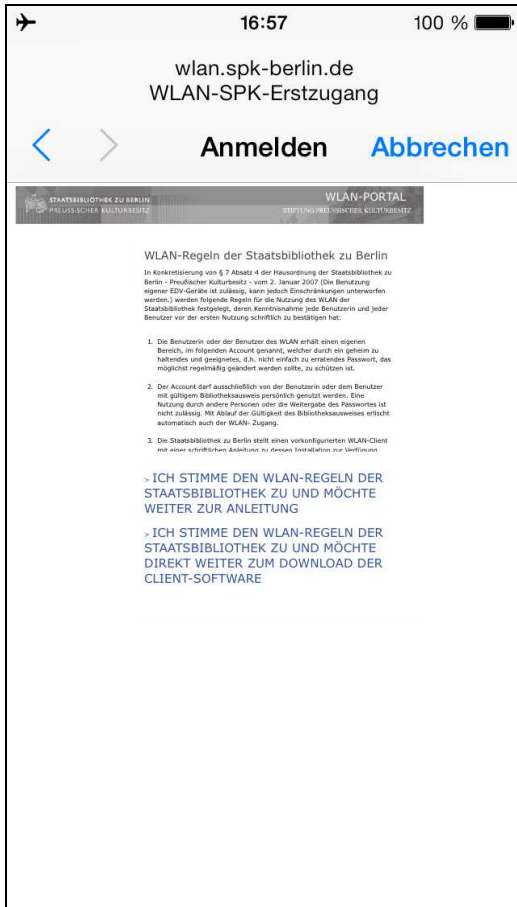 16:57
100 %
wlan.spk-berlin.de
WLAN-SPK-Erstzugang
Anmelden
Abbrechen
STAATSBIBLIOTHEK ZU BERLIN
PREUSSISCHER KULTURBESITZ
WLAN-PORTAL
STIFTUNG PREUSSISCHER KULTURBESITZ
WLAN-Regeln der Staatsbibliothek zu Berlin
In Konkretisierung von § 7 Absatz 4 der Hausordnung der Staatsbibliothek zu
Berlin - Preußischer Kulturbesitz - vom 2. Januar 2007 (Die Benutzung
eigener EDV-Geräte ist zulässig, kann jedoch Einschränkungen unterworfen
werden.) werden folgende Regeln für die Nutzung des WLAN der
Staatsbibliothek festgelegt, deren Kenntnisnahme jede Benutzerin und jeder
Benutzer vor der ersten Nutzung schriftlich zu bestätigen hat:
1. Die Benutzerin oder der Benutzer des WLAN erhält einen eigenen
Bereich, im folgenden Account genannt, welcher durch ein geheim zu
haltendes und geeignetes, d.h. nicht einfach zu erratendes Passwort, das
möglichst regelmäßig geändert werden sollte, zu schützen ist.
2. Der Account darf ausschließlich von der Benutzerin oder dem Benutzer
mit gültigem Bibliotheksausweis persönlich genutzt werden. Eine
Nutzung durch andere Personen oder die Weitergabe des Passwortes ist
nicht zulässig. Mit Ablauf der Gültigkeit des Bibliotheksausweises erlischt
automatisch auch der WLAN- Zugang.
3. Die Staatsbibliothek zu Berlin stellt einen vorkonfigurierten WLAN-Client
mit einer schriftlichen Anleitung zu dessen Installation zur Verfügung
> ICH STIMME DEN WLAN-REGELN DER
STAATSBIBLIOTHEK ZU UND MÖCHTE
WEITER ZUR ANLEITUNG
> ICH STIMME DEN WLAN-REGELN DER
STAATSBIBLIOTHEK ZU UND MÖCHTE
DIREKT WEITER ZUM DOWNLOAD DER
CLIENT-SOFTWARE